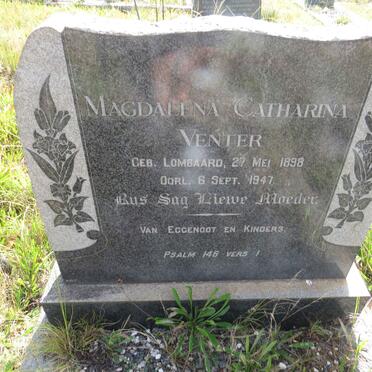 MAGDALENA CATHARINA
VENTER
GEB. LOMBAARD, 27 MEI 1898
OORL. 6 SEPT. 1947
Rus Sag Liewe Moeder.
VAN EGGENOOT EN KINDERS.
PSALM 146 VERS 1